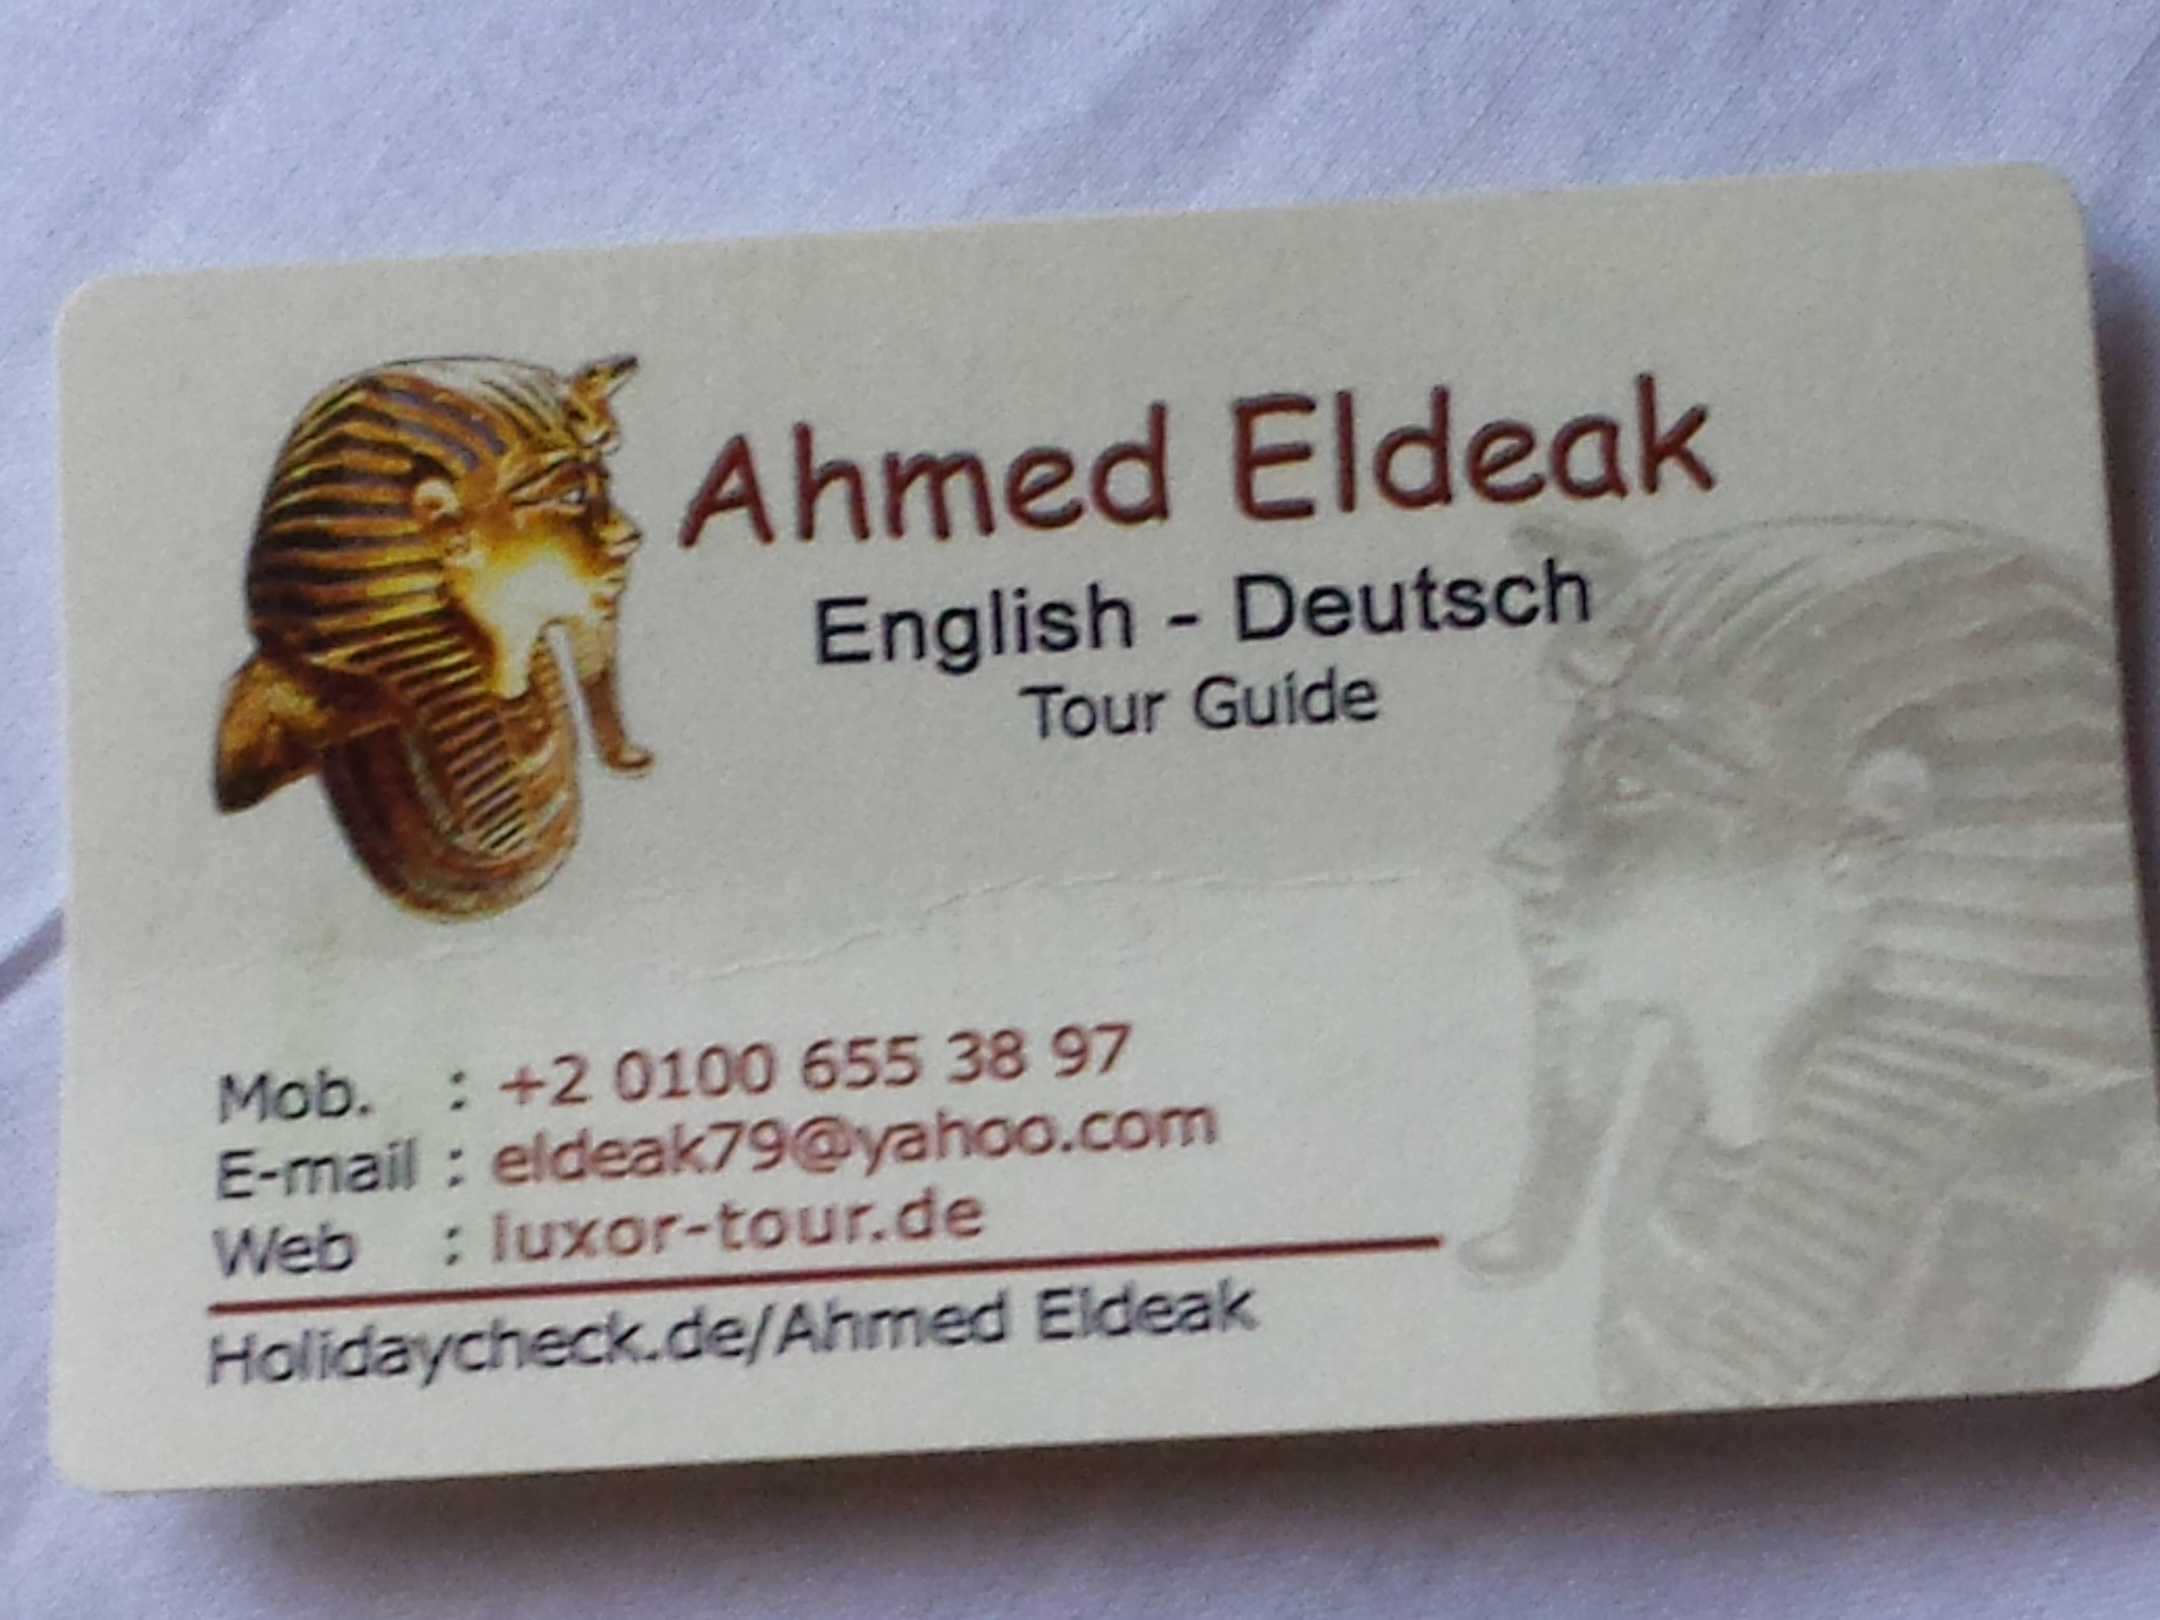 Ahmed Eldeak
English - Deutsch
Tour Guide
Mob. : +2 0100 655 38 97
E-mail : eldeak79@yahoo.com
Web : luxor-tour.de
Holidaycheck.de/Ahmed Eldeak